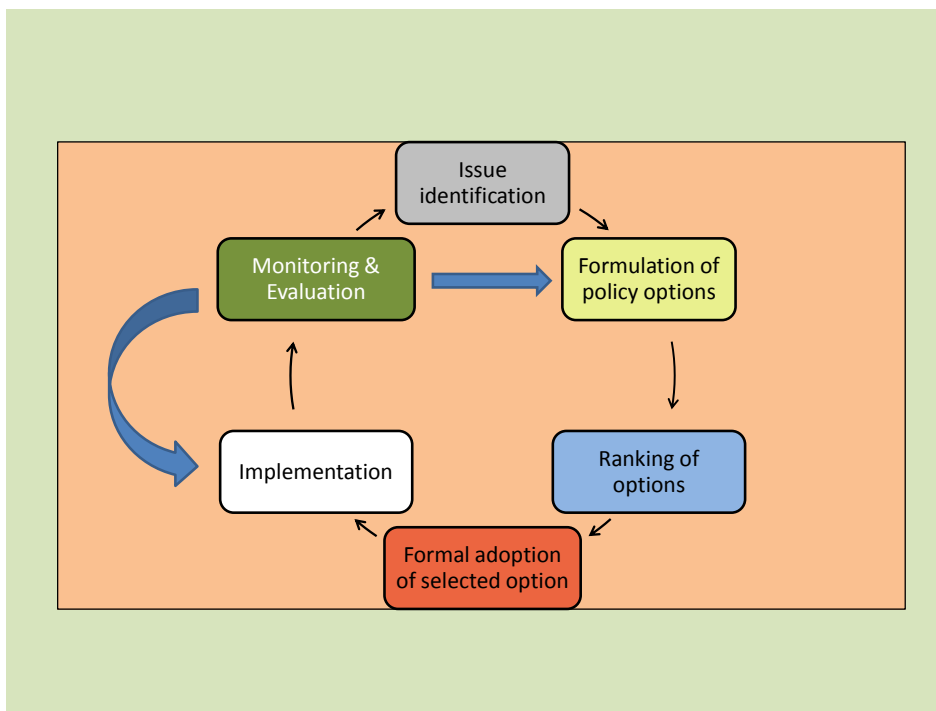 Issue
identification
Monitoring &
Evaluation
Formulation of
policy options
Implementation
Ranking of
options
Formal adoption
of selected option